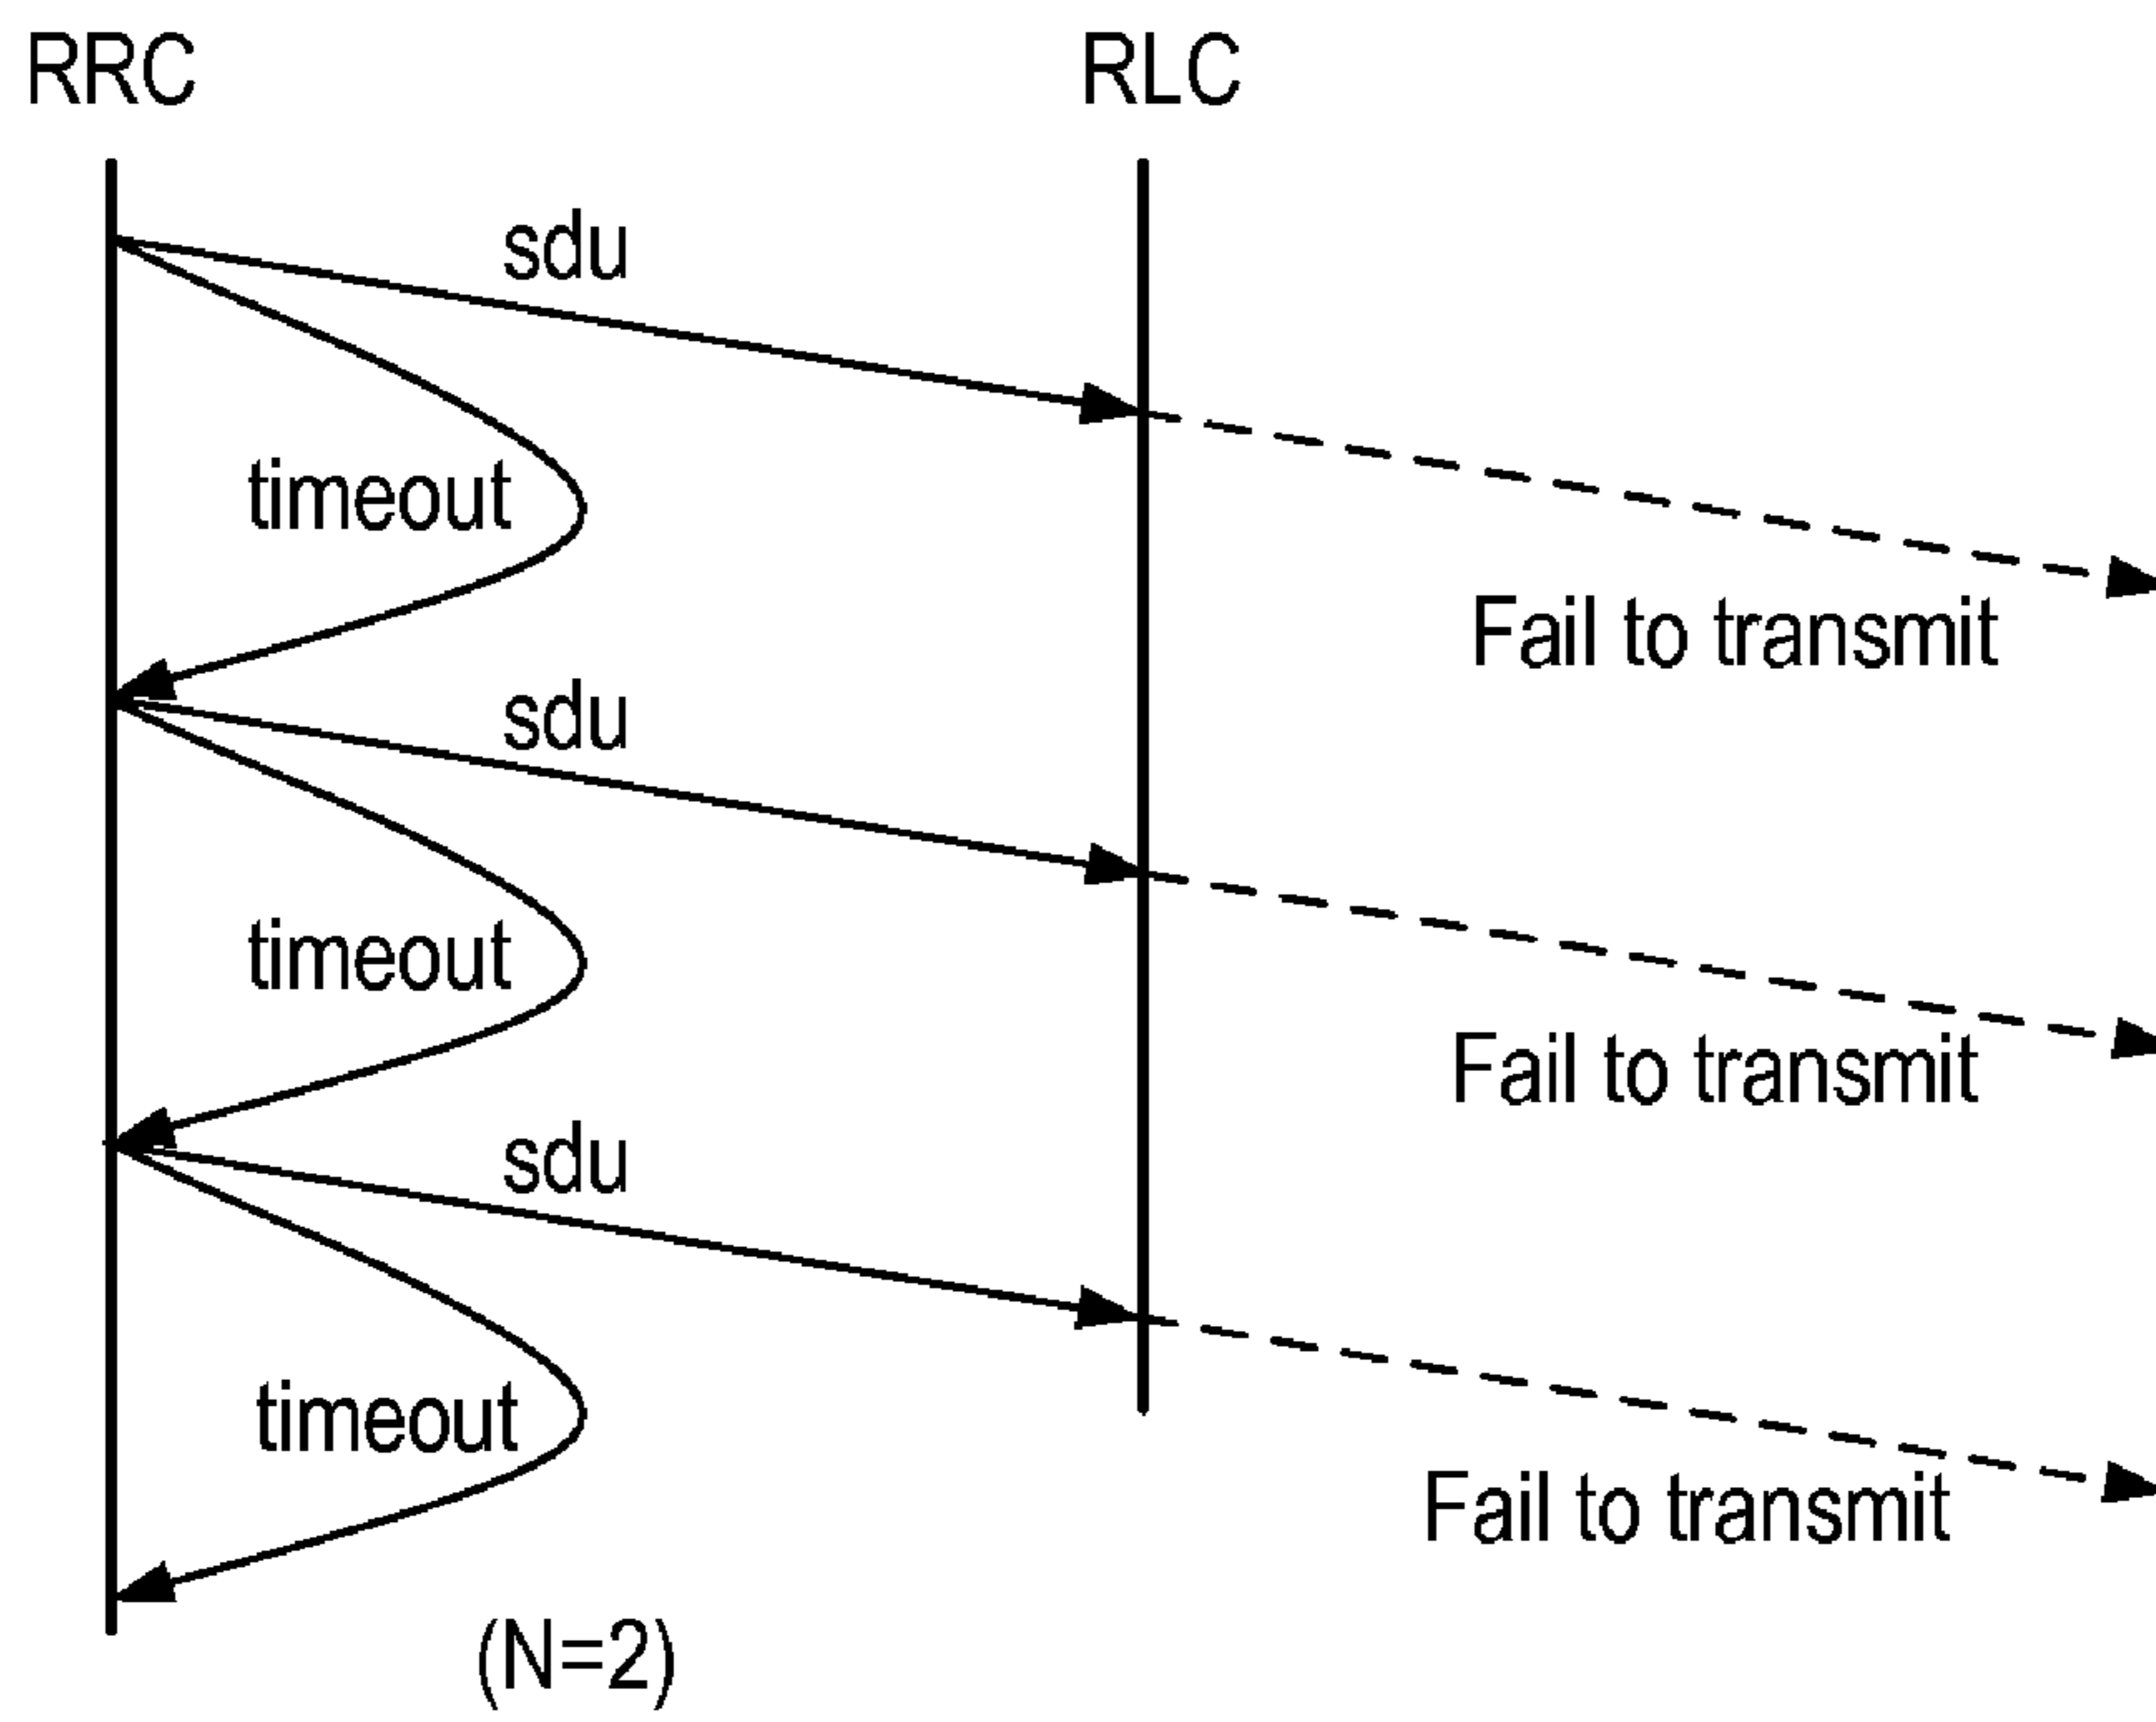 RRC
RLC
sdu
timeout
Fail to transmit
sdu
timeout
Fail to transmit
sdu
timeout
Fail to transmit
(N=2)